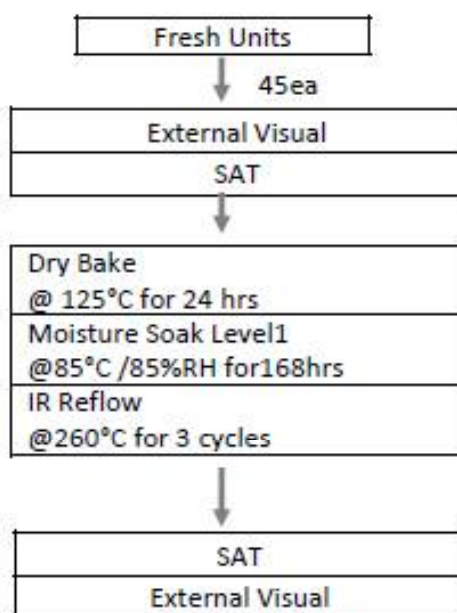 Fresh Units
45ea
External Visual
SAT
Dry Bake
@ 125°C for 24 hrs
Moisture Soak Level1
@85°C /85%RH for168hrs
IR Reflow
@260°C for 3 cycles
SAT
External Visual